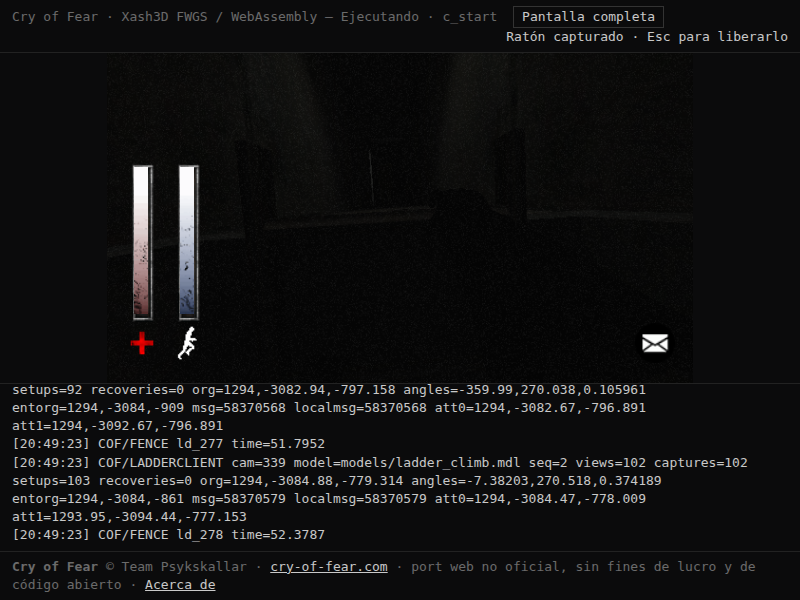 Cry of Fear · Xash3D FWGS / WebAssembly — Ejecutando · c_start
Pantalla completa
Ratón capturado · Esc para liberarlo
setups=92 recoveries=0 org=1294,-3082.94,-797.158 angles=-359.99,270.038,0.105961
entorg=1294,-3084,-909 msg=58370568 localmsg=58370568 att0=1294,-3082.67,-796.891
att1=1294,-3092.67,-796.891
[20:49:23] COF/FENCE ld_277 time=51.7952
[20:49:23] COF/LADDERCLIENT cam=339 model=models/ladder_climb.mdl seq=2 views=102 captures=102
setups=103 recoveries=0 org=1294,-3084.88,-779.314 angles=-7.38203,270.518,0.374189
entorg=1294,-3084,-861 msg=58370579 localmsg=58370579 att0=1294,-3084.47,-778.009
att1=1293.95,-3094.44,-777.153
[20:49:23] COF/FENCE ld_278 time=52.3787
Cry of Fear © Team Psykskallar · cry-of-fear.com · port web no oficial, sin fines de lucro y de
código abierto · Acerca de